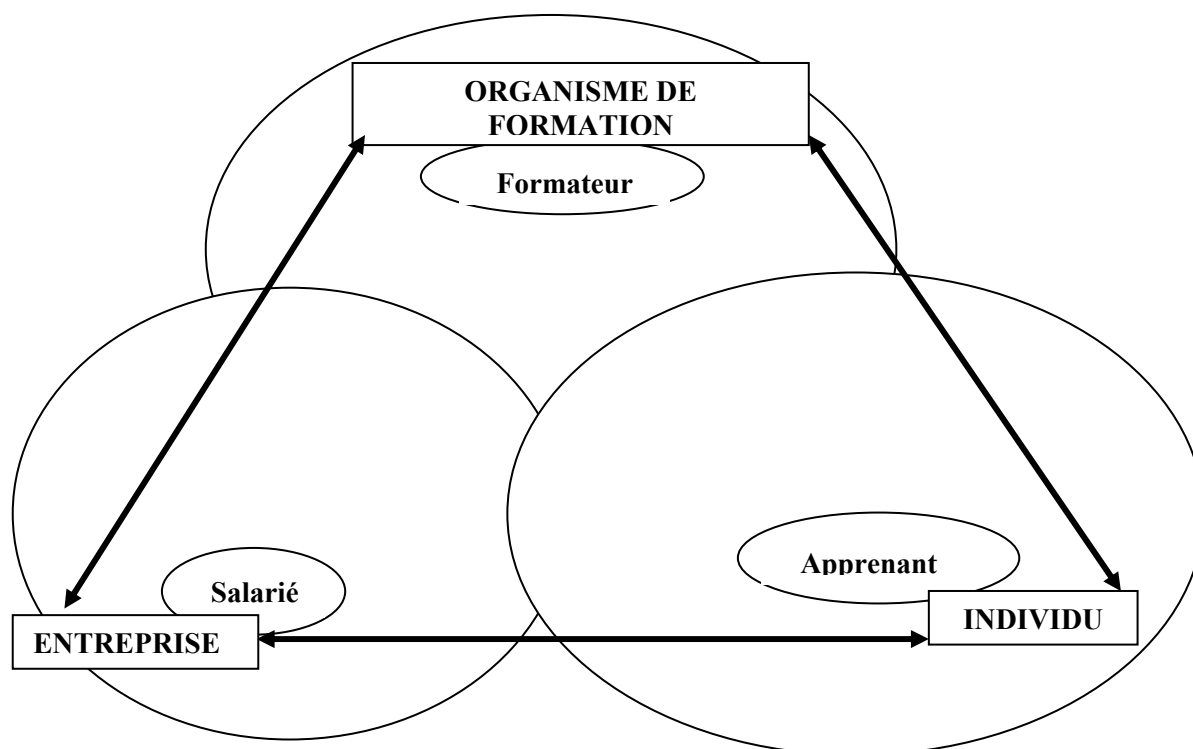 ORGANISME DE
FORMATION
Formateur
Apprenant
Salarié
INDIVIDU
ENTREPRISE